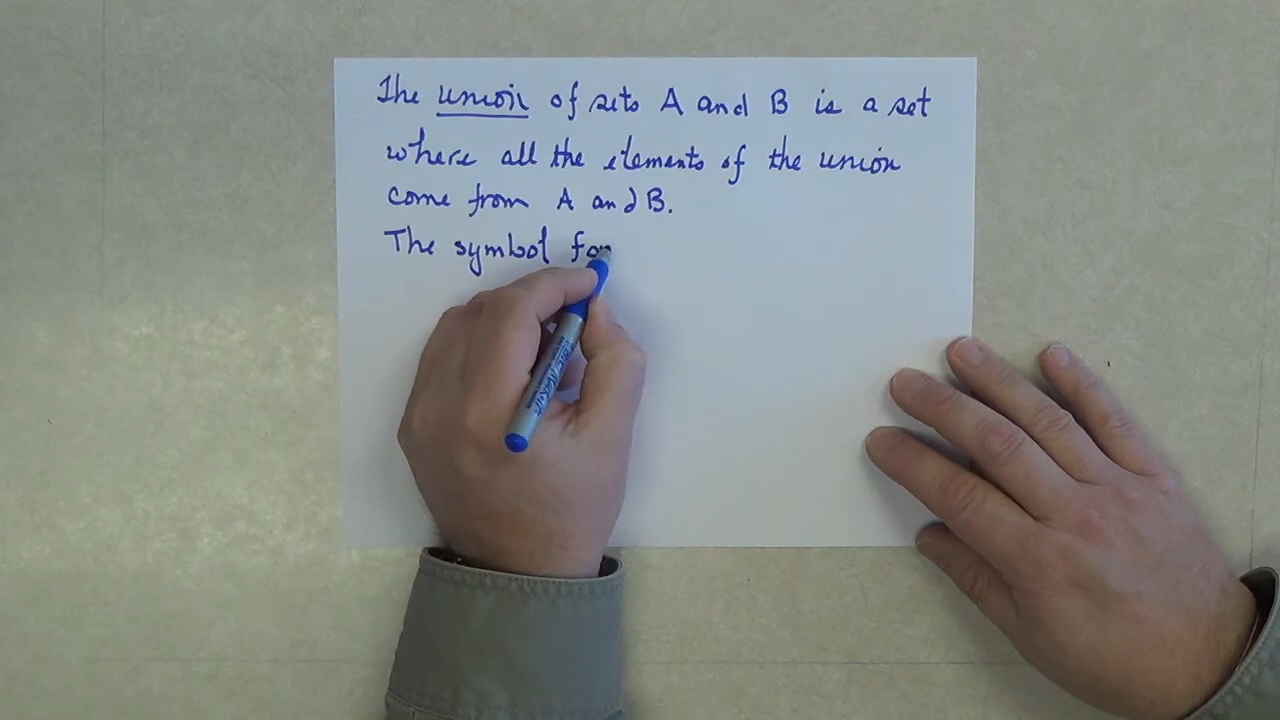 The union of sets A and B is a set
where all the elements of the union
come from A and B.
The symbol for